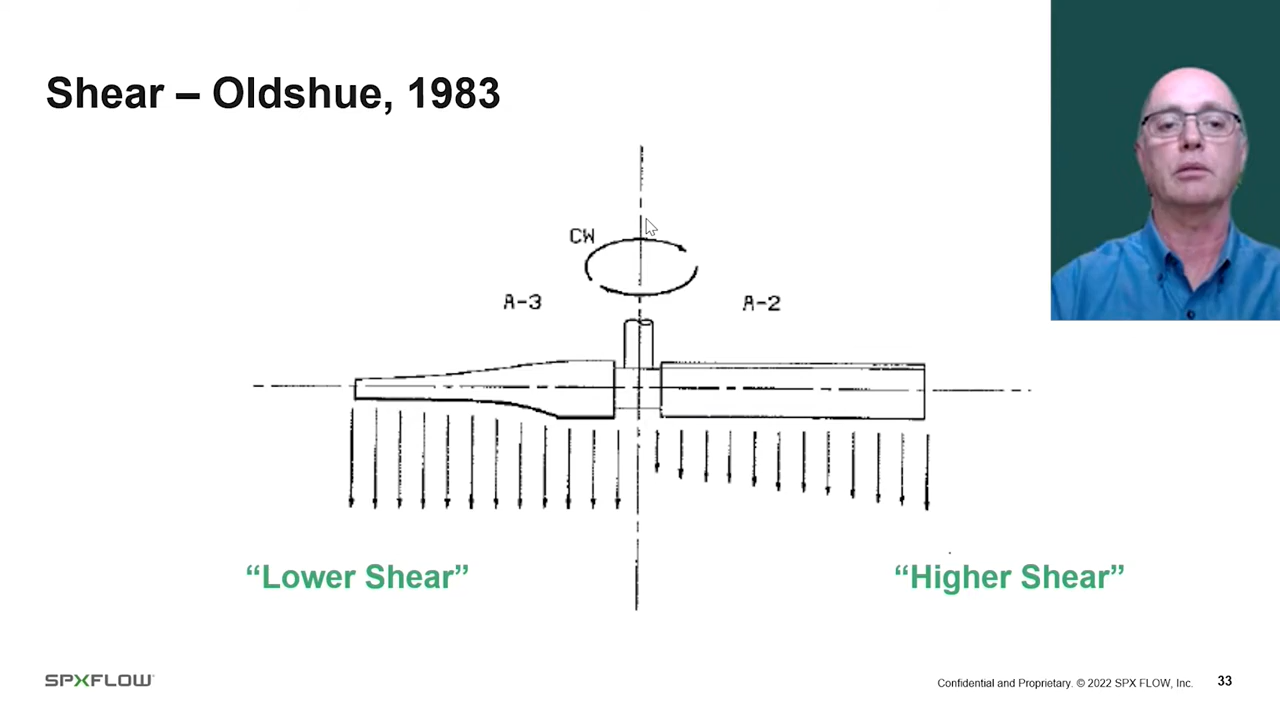 Shear – Oldshue, 1983
CW
A-3
A-2
“Lower Shear”
“Higher Shear”
SPXFLOW
Confidential and Proprietary. © 2022 SPX FLOW, Inc.
33